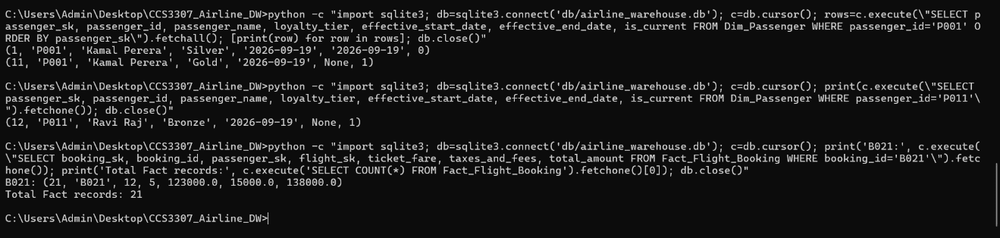 C:\Users\Admin\Desktop\CCS3307_Airline_DW>python -c "import sqlite3; db=sqlite3.connect('db/airline_warehouse.db'); c=db.cursor(); rows=c.execute(\"SELECT p
assenger_sk, passenger_id, passenger_name, loyalty_tier, effective_start_date, effective_end_date, is_current FROM Dim_Passenger WHERE passenger_id='P001' O
RDER BY passenger_sk\").fetchall(); [print(row) for row in rows]; db.close()"
(1, 'P001', 'Kamal Perera', 'Silver', '2026-09-19', '2026-09-19', 0)
(11, 'P001', 'Kamal Perera', 'Gold', '2026-09-19', None, 1)
C:\Users\Admin\Desktop\CCS3307_Airline_DW>python -c "import sqlite3; db=sqlite3.connect('db/airline_warehouse.db'); c=db.cursor(); print(c.execute(\"SELECT
passenger_sk, passenger_id, passenger_name, loyalty_tier, effective_start_date, effective_end_date, is_current FROM Dim_Passenger WHERE passenger_id='P011'\
").fetchone()); db.close()"
(12, 'P011', 'Ravi Raj', 'Bronze', '2026-09-19', None, 1)
C:\Users\Admin\Desktop\CCS3307_Airline_DW>python -c "import sqlite3; db=sqlite3.connect('db/airline_warehouse.db'); c=db.cursor(); print('B021:', c.execute(
\"SELECT booking_sk, booking_id, passenger_sk, flight_sk, ticket_fare, taxes_and_fees, total_amount FROM Fact_Flight_Booking WHERE booking_id='B021'\").fetc
hone()); print('Total Fact records:', c.execute('SELECT COUNT(*) FROM Fact_Flight_Booking').fetchone()[0]); db.close()"
B021: (21, 'B021', 12, 5, 123000.0, 15000.0, 138000.0)
Total Fact records: 21
C:\Users\Admin\Desktop\CCS3307_Airline_DW>